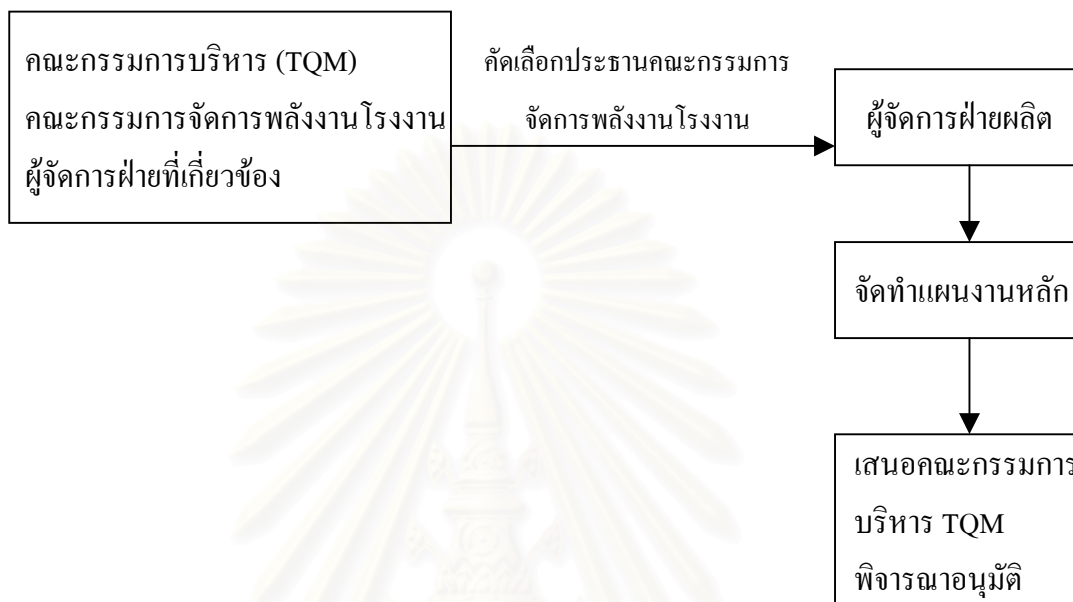 คณะกรรมการบริหาร (TQM)
คณะกรรมการจัดการพลังงานโรงงาน
ผู้จัดการฝ่ายที่เกี่ยวข้อง
คัดเลือกประธานคณะกรรมการ
จัดการพลังงานโรงงาน
ผู้จัดการฝ่ายผลิต
จัดทำแผนงานหลัก
เสนอคณะกรรมการ
บริหาร TQM
พิจารณาอนุมัติ